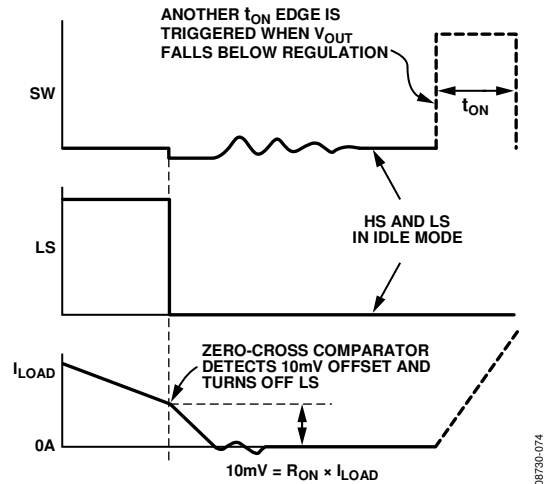 ANOTHER tON EDGE IS
TRIGGERED WHEN VOUT
FALLS BELOW REGULATION
SW
tON
HS AND LS
IN IDLE MODE
LS
ZERO-CROSS COMPARATOR
DETECTS 10mV OFFSET AND
TURNS OFF LS
ILOAD
0A
10mV = RON × ILOAD
08730-074